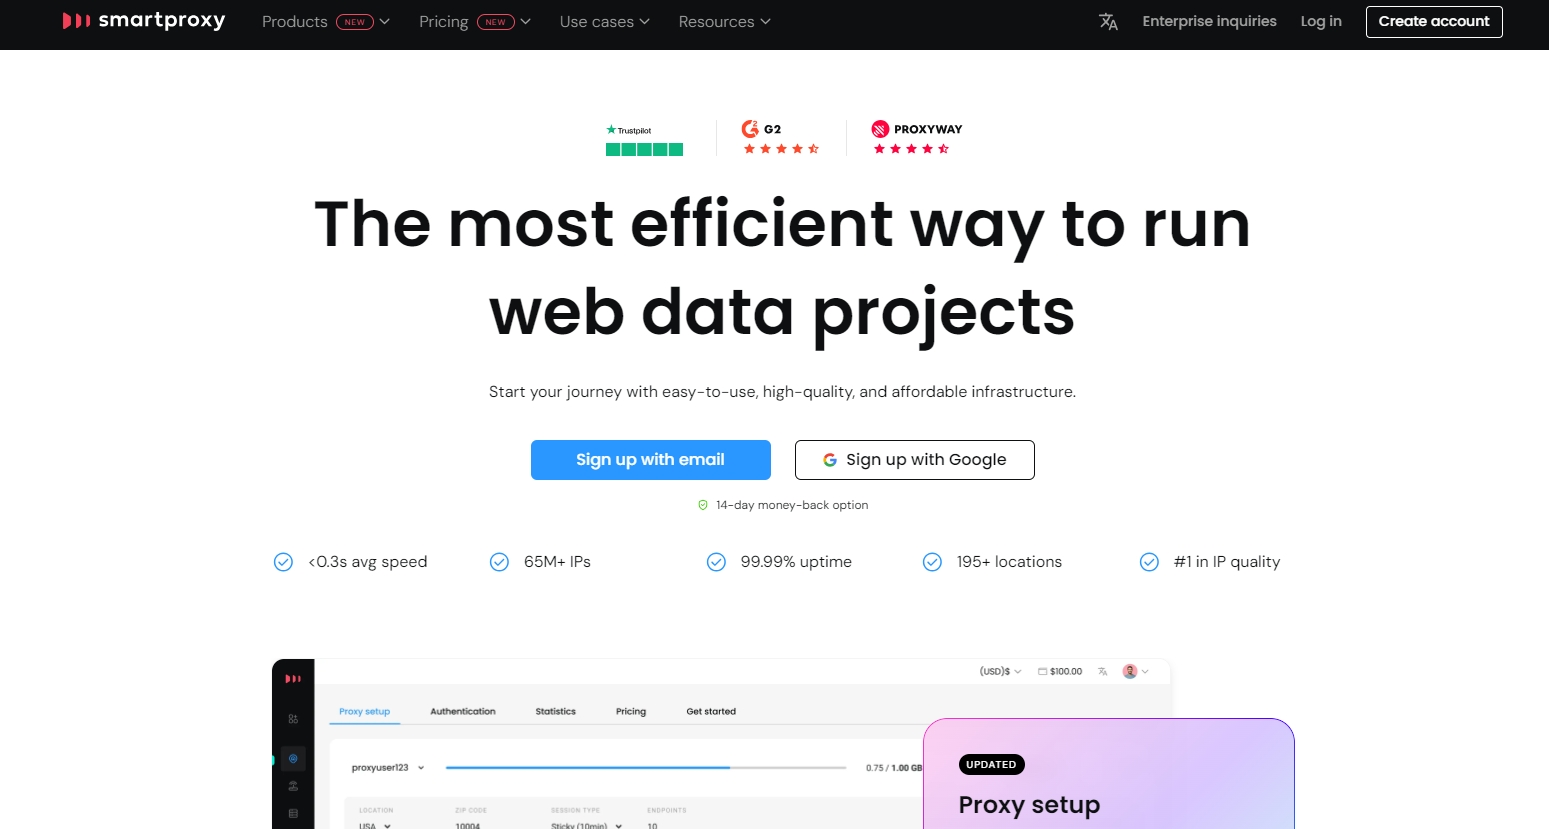 smartproxy Products NEW Pricing NEW Use cases Resources Enterprise inquiries Log in Create account
Trustpilot G2 PROXYWAY
The most efficient way to run
web data projects
Start your journey with easy-to-use, high-quality, and affordable infrastructure.
Sign up with email Sign up with Google
14-day money-back option
<0.3s avg speed 65M+ IPs 99.99% uptime 195+ locations #1 in IP quality
(USD)$ $100.00
Proxy setup Authentication Statistics Pricing Get started
UPDATED
proxyuser123 0.75 / 1.00 GB
Proxy setup
LOCATION ZIP CODE SESSION TYPE ENDPOINTS
USA 10004 Sticky (10min) 10